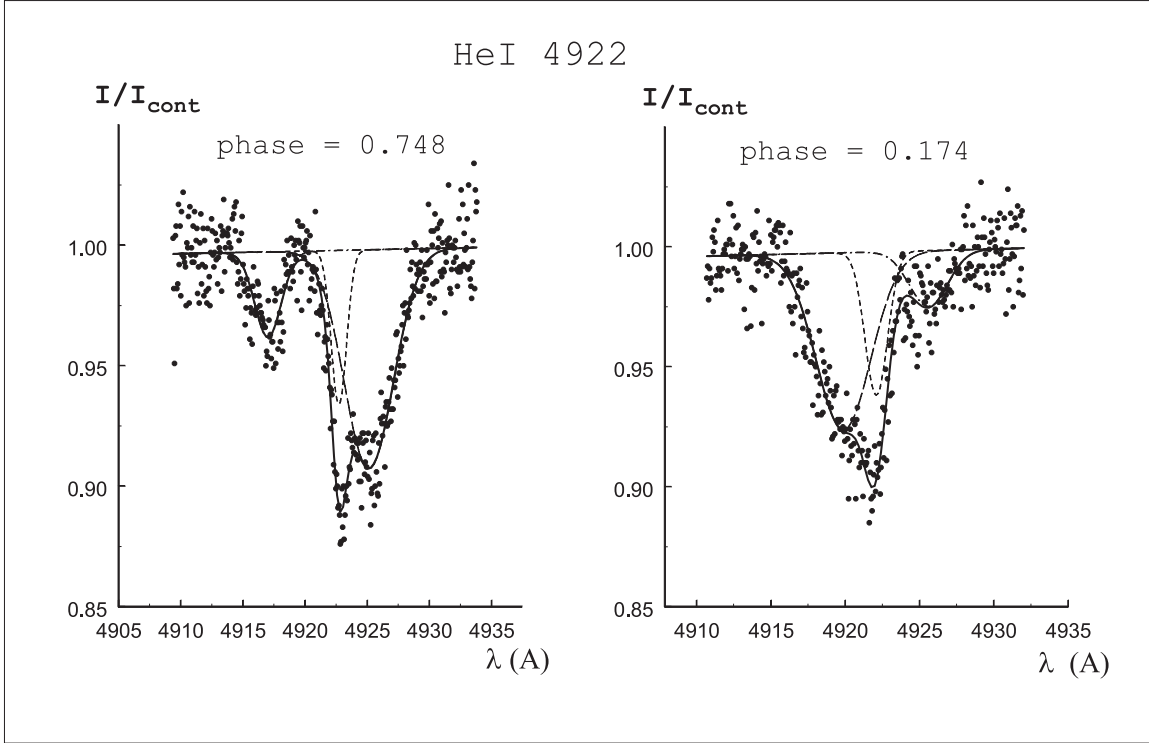 HeI 4922
I/Icont
phase = 0.748
1.00
0.95
0.90
0.85
4905 4910 4915 4920 4925 4930 4935
λ (A)
I/Icont
phase = 0.174
1.00
0.95
0.90
0.85
4910 4915 4920 4925 4930 4935
λ (A)